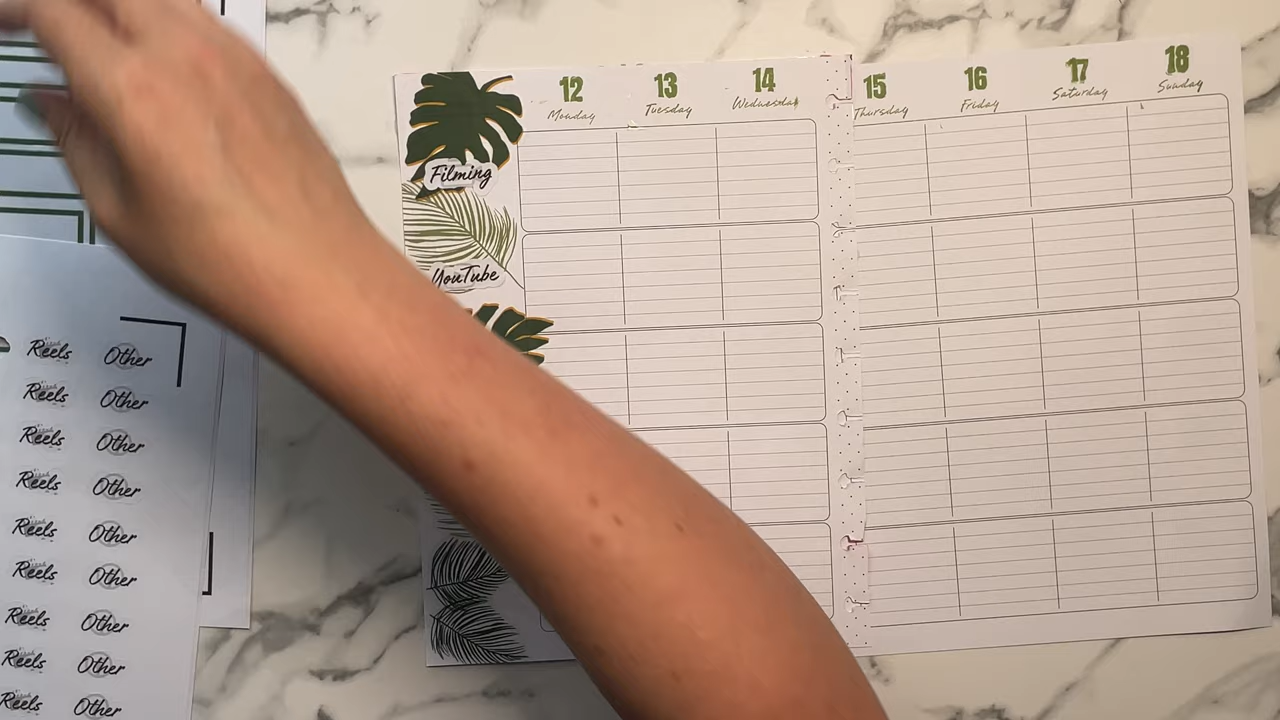 12 13 14 15 16 17 18
Monday Tuesday Wednesday Thursday Friday Saturday Sunday
Filming
YouTube
Reels Other
Reels Other
Reels Other
Reels Other
Reels Other
Reels Other
Reels Other
Reels Other
Reels Other